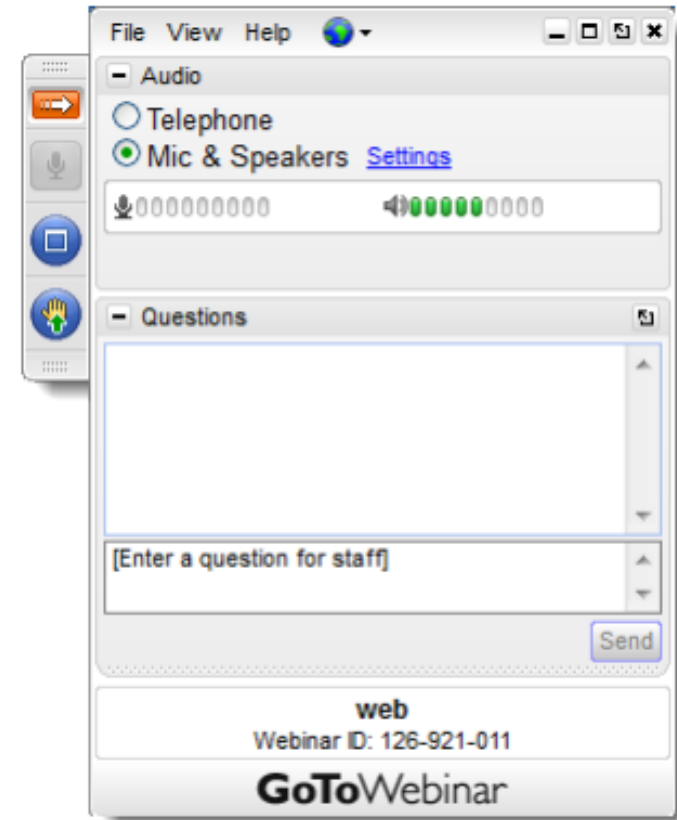 File View Help
Audio
Telephone
Mic & Speakers Settings
Questions
[Enter a question for staff]
Send
web
Webinar ID: 126-921-011
GoToWebinar